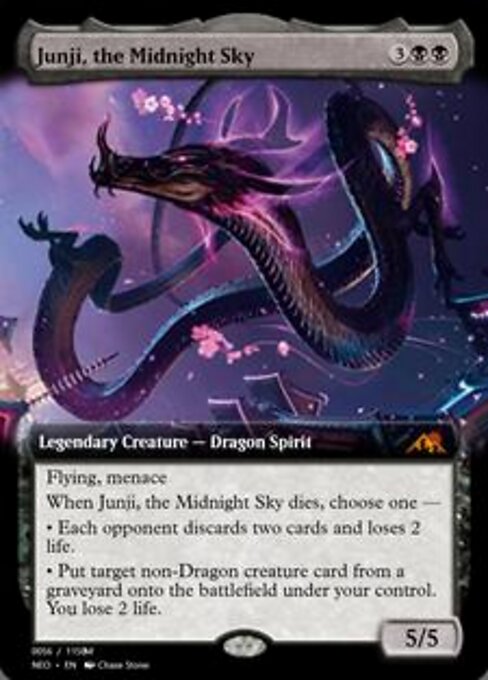 Junji, the Midnight Sky 3
Legendary Creature — Dragon Spirit
Flying, menace
When Junji, the Midnight Sky dies, choose one —
• Each opponent discards two cards and loses 2
life.
• Put target non-Dragon creature card from a
graveyard onto the battlefield under your control.
You lose 2 life.
5/5
NEO • EN Chase Stone